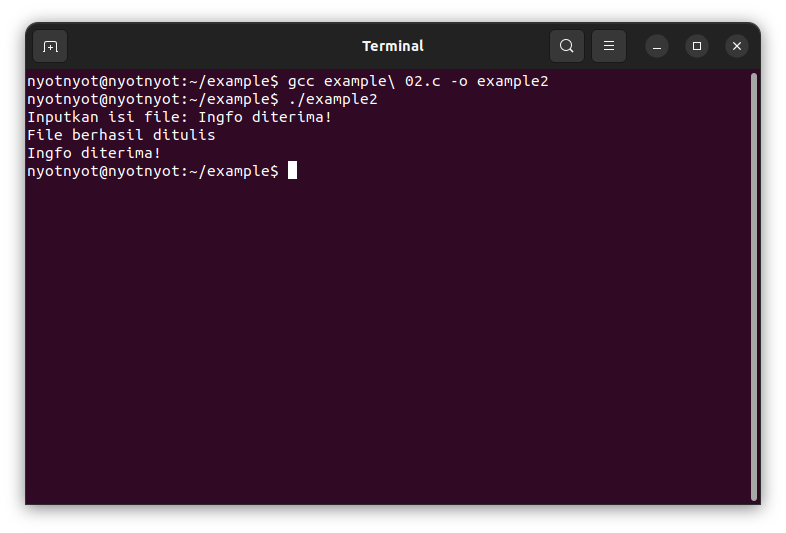 Terminal
nyotnyot@nyotnyot:~/example$ gcc example\ 02.c -o example2
nyotnyot@nyotnyot:~/example$ ./example2
Inputkan isi file: Ingfo diterima!
File berhasil ditulis
Ingfo diterima!
nyotnyot@nyotnyot:~/example$